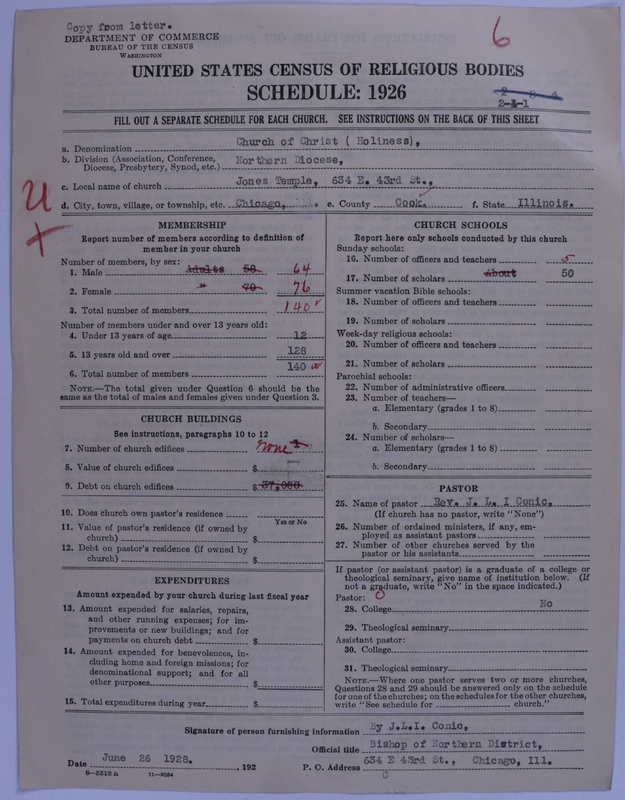 Copy from letter.
6
DEPARTMENT OF COMMERCE
BUREAU OF THE CENSUS
WASHINGTON
UNITED STATES CENSUS OF RELIGIOUS BODIES
SCHEDULE: 1926
2-1-1
FILL OUT A SEPARATE SCHEDULE FOR EACH CHURCH. SEE INSTRUCTIONS ON THE BACK OF THIS SHEET
a. Denomination Church of Christ ( Holiness),
b. Division (Association, Conference, Diocese, Presbytery, Synod, etc.) Northern Diocese,
c. Local name of church Jones Temple, 634 E. 43rd St.,
d. City, town, village, or township, etc. Chicago, Ill. e. County Cook. f. State Illinois.
U
MEMBERSHIP
Report number of members according to definition of
member in your church
Number of members, by sex:
1. Male Adults 50 64
2. Female " 70 76
3. Total number of members 140
Number of members under and over 13 years old:
4. Under 13 years of age 12
5. 13 years old and over 128
6. Total number of members 140
NOTE.—The total given under Question 6 should be the
same as the total of males and females given under Question 3.
CHURCH BUILDINGS
See instructions, paragraphs 10 to 12
7. Number of church edifices none 1
8. Value of church edifices $
9. Debt on church edifices $ 37,000
10. Does church own pastor's residence
Yes or No
11. Value of pastor's residence (if owned by
church) $
12. Debt on pastor's residence (if owned by
church) $
EXPENDITURES
Amount expended by your church during last fiscal year
13. Amount expended for salaries, repairs,
and other running expenses; for im-
provements or new buildings; and for
payments on church debt $
14. Amount expended for benevolences, in-
cluding home and foreign missions; for
denominational support; and for all
other purposes $
15. Total expenditures during year $
CHURCH SCHOOLS
Report here only schools conducted by this church
Sunday schools:
16. Number of officers and teachers 5
17. Number of scholars About 50
Summer vacation Bible schools:
18. Number of officers and teachers
19. Number of scholars
Week-day religious schools:
20. Number of officers and teachers
21. Number of scholars
Parochial schools:
22. Number of administrative officers
23. Number of teachers—
a. Elementary (grades 1 to 8)
b. Secondary
24. Number of scholars—
a. Elementary (grades 1 to 8)
b. Secondary
PASTOR
25. Name of pastor Rev. J. L. I Conic,
(If church has no pastor, write "None")
26. Number of ordained ministers, if any, em-
ployed as assistant pastors
27. Number of other churches served by the
pastor or his assistants
If pastor (or assistant pastor) is a graduate of a college or
theological seminary, give name of institution below. (If
not a graduate, write "No" in the space indicated.)
Pastor: 0
28. College No
29. Theological seminary
Assistant pastor:
30. College
31. Theological seminary
NOTE.—Where one pastor serves two or more churches,
Questions 28 and 29 should be answered only on the schedule
for one of the churches; on the schedules for the other churches,
write "See schedule for church."
Signature of person furnishing information By J.L.I. Conic,
Official title Bishop of Northern District,
Date June 26 1928. , 192 P. O. Address 634 E 43rd St., Chicago, Ill.
8—5319 a 11—9034 C